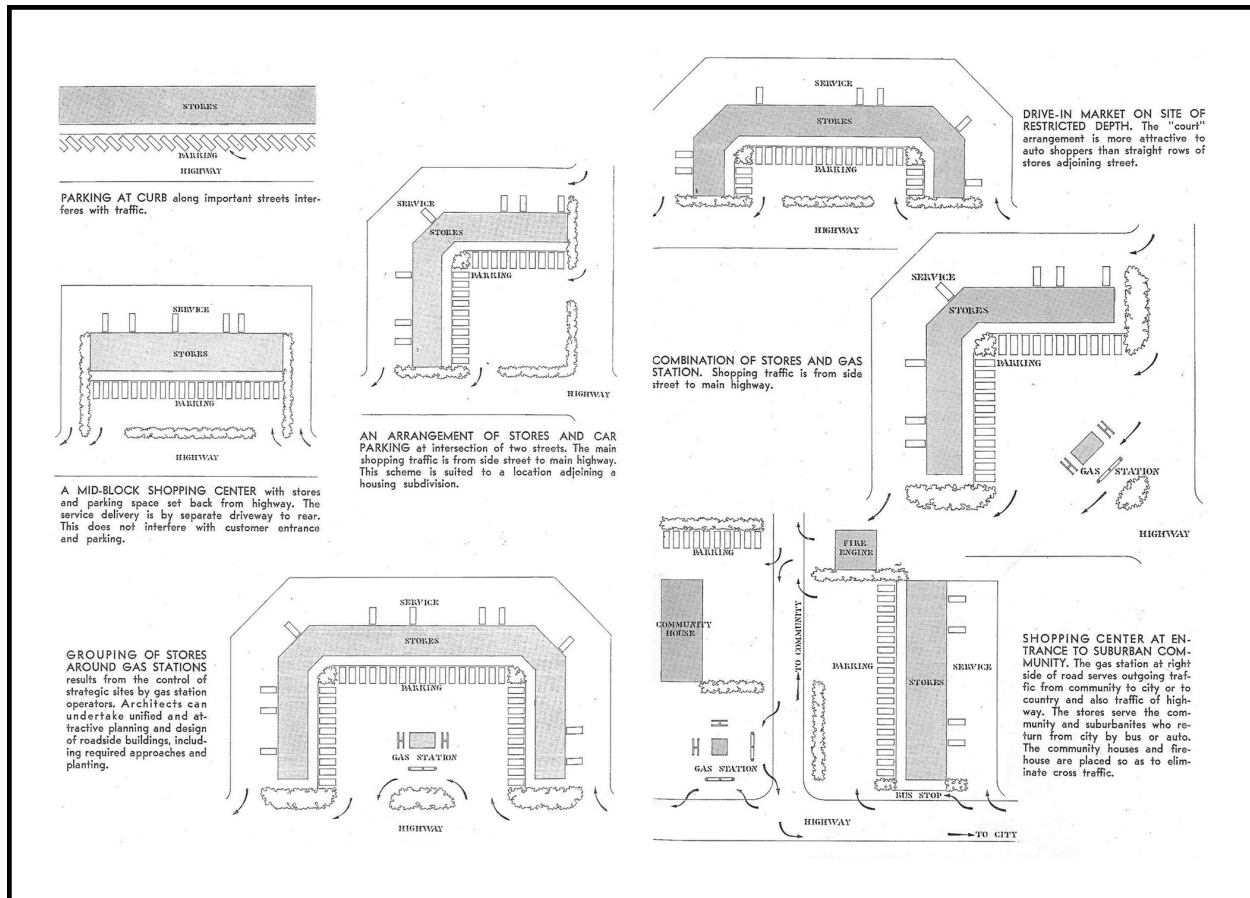 STORES
PARKING
HIGHWAY
PARKING AT CURB along important streets inter-
feres with traffic.
SERVICE
STORES
PARKING
HIGHWAY
A MID-BLOCK SHOPPING CENTER with stores
and parking space set back from highway. The
service delivery is by separate driveway to rear.
This does not interfere with customer entrance
and parking.
SERVICE
STORES
PARKING
HIGHWAY
AN ARRANGEMENT OF STORES AND CAR
PARKING at intersection of two streets. The main
shopping traffic is from side street to main highway.
This scheme is suited to a location adjoining a
housing subdivision.
GROUPING OF STORES
AROUND GAS STATIONS
results from the control of
strategic sites by gas station
operators. Architects can
undertake unified and at-
tractive planning and design
of roadside buildings, includ-
ing required approaches and
planting.
SERVICE
STORES
PARKING
GAS STATION
HIGHWAY
SERVICE
STORES
PARKING
HIGHWAY
DRIVE-IN MARKET ON SITE OF
RESTRICTED DEPTH. The "court"
arrangement is more attractive to
auto shoppers than straight rows of
stores adjoining street.
COMBINATION OF STORES AND GAS
STATION. Shopping traffic is from side
street to main highway.
SERVICE
STORES
PARKING
GAS STATION
HIGHWAY
PARKING
FIRE
ENGINE
COMMUNITY
HOUSE
TO COMMUNITY
PARKING
STORES
SERVICE
GAS STATION
BUS STOP
HIGHWAY
TO CITY
SHOPPING CENTER AT EN-
TRANCE TO SUBURBAN COM-
MUNITY. The gas station at right
side of road serves outgoing traf-
fic from community to city or to
country and also traffic of high-
way. The stores serve the com-
munity and suburbanites who re-
turn from city by bus or auto.
The community houses and fire-
house are placed so as to elim-
inate cross traffic.